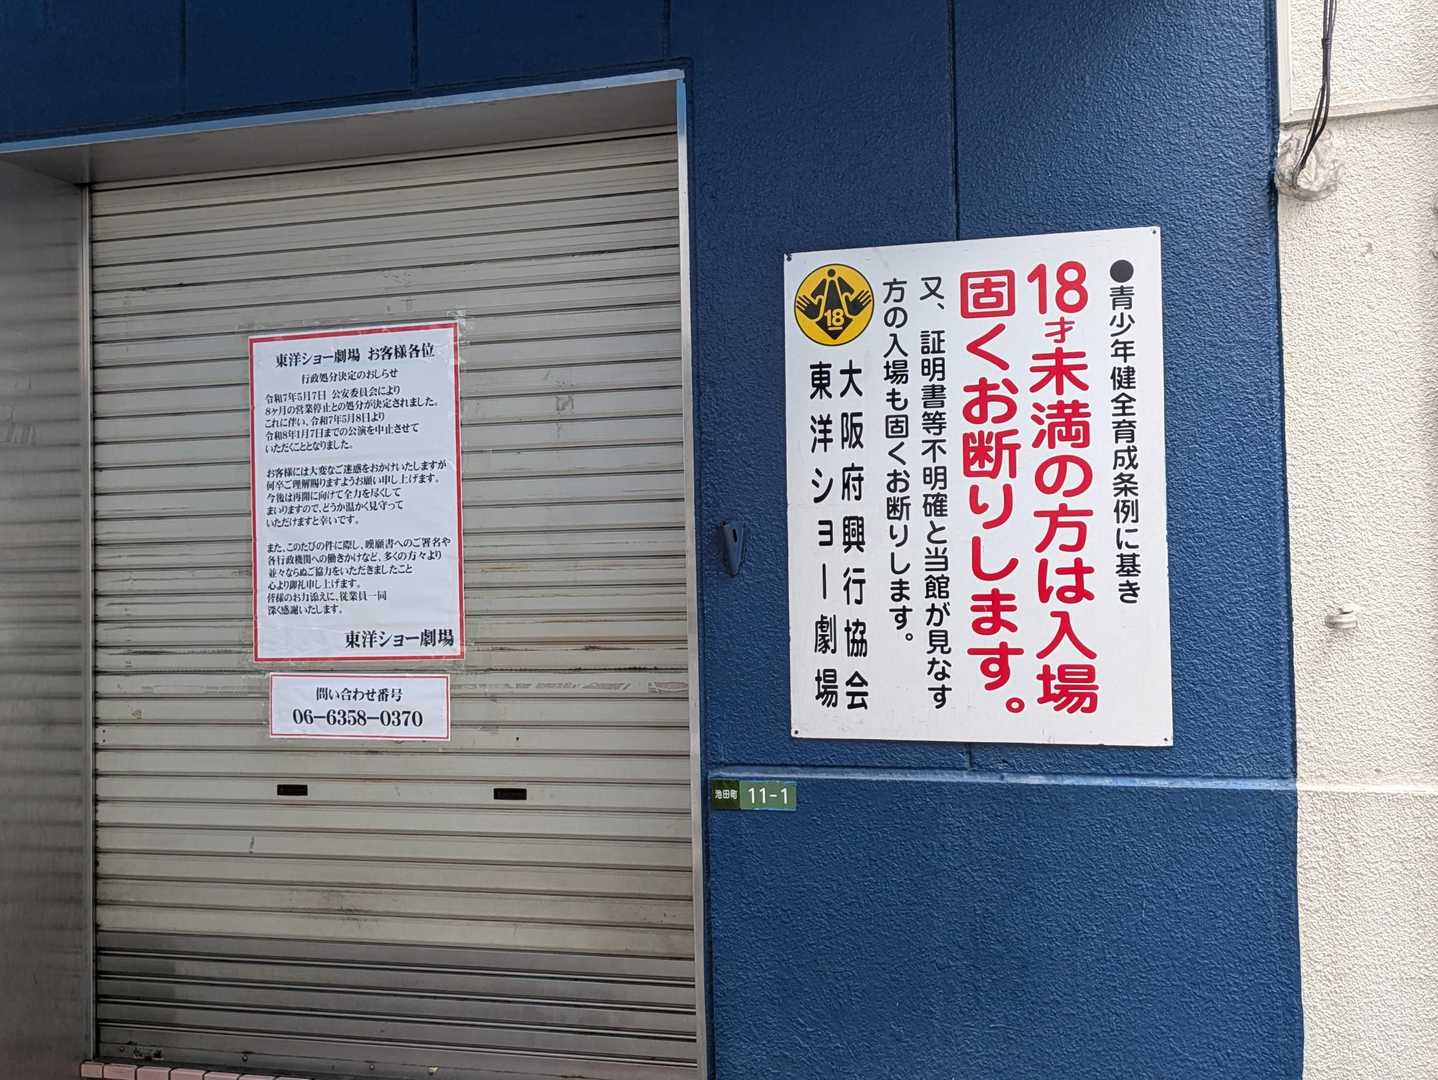 東洋ショー劇場 お客様各位
行政処分決定のおしらせ
令和7年5月7日 公安委員会により
8ヶ月の営業停止との処分が決定されました。
これに伴い、令和7年5月8日より
令和8年1月7日までの公演を中止させて
いただくこととなりました。
お客様には大変なご迷惑をおかけいたしますが
何卒ご理解賜りますようお願い申し上げます。
今後は再開に向けて全力を尽くして
まいりますので、どうか温かく見守って
いただけますと幸いです。
また、このたびの件に際し、嘆願書へのご署名や
各行政機関への働きかけなど、多くの方々より
並々ならぬご協力をいただきましたこと
心より御礼申し上げます。
皆様のお力添えに、従業員一同
深く感謝いたします。
東洋ショー劇場
問い合わせ番号
06-6358-0370
●青少年健全育成条例に基き
18才未満の方は入場
固くお断りします。
又、証明書等不明確と当館が見なす
方の入場も固くお断りします。
18
大阪府興行協会
東洋ショー劇場
池田町 11-1